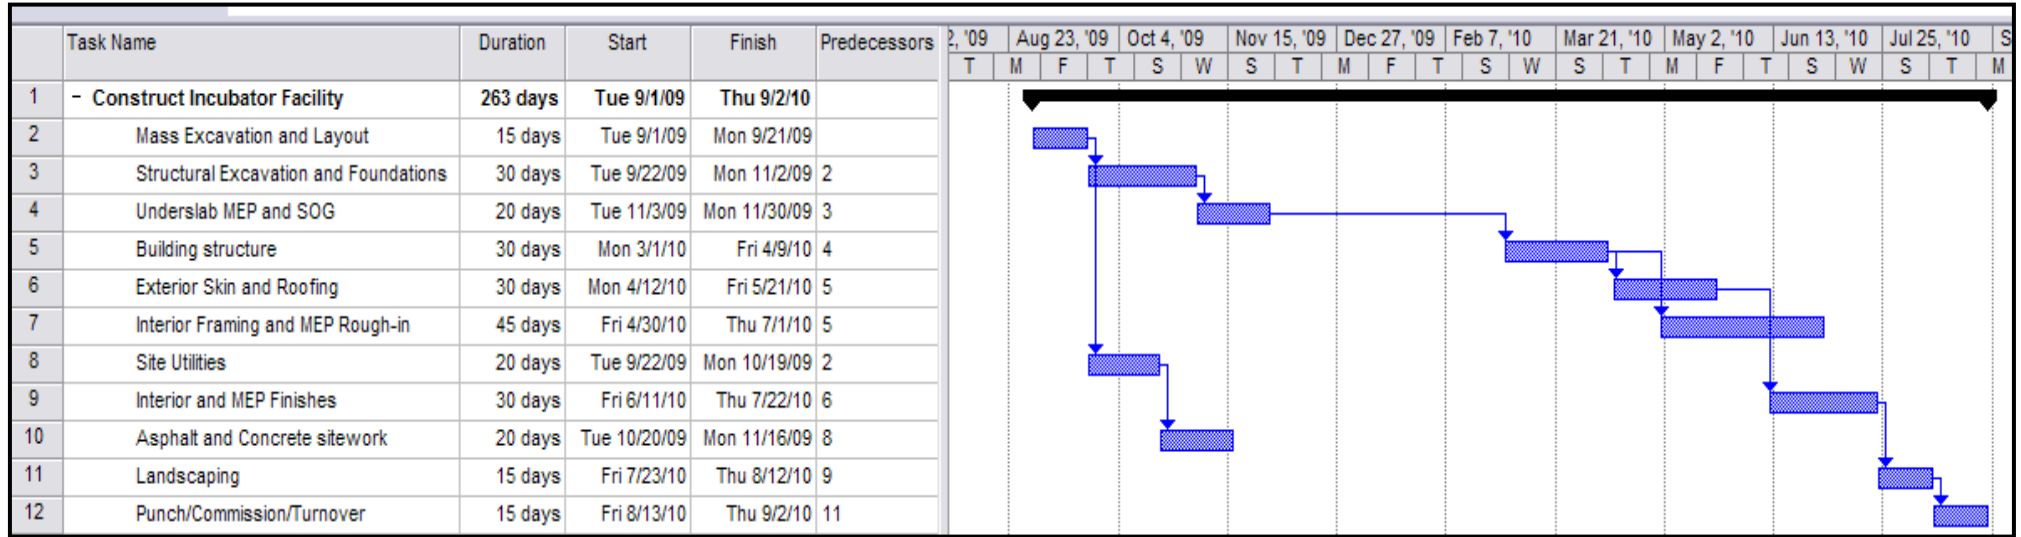 Task Name Duration Start Finish Predecessors 2, '09 Aug 23, '09 Oct 4, '09 Nov 15, '09 Dec 27, '09 Feb 7, '10 Mar 21, '10 May 2, '10 Jun 13, '10 Jul 25, '10 S
T M F T S W S T M F T S W S T M F T S W S T M
1 − Construct Incubator Facility 263 days Tue 9/1/09 Thu 9/2/10
2 Mass Excavation and Layout 15 days Tue 9/1/09 Mon 9/21/09
3 Structural Excavation and Foundations 30 days Tue 9/22/09 Mon 11/2/09 2
4 Underslab MEP and SOG 20 days Tue 11/3/09 Mon 11/30/09 3
5 Building structure 30 days Mon 3/1/10 Fri 4/9/10 4
6 Exterior Skin and Roofing 30 days Mon 4/12/10 Fri 5/21/10 5
7 Interior Framing and MEP Rough-in 45 days Fri 4/30/10 Thu 7/1/10 5
8 Site Utilities 20 days Tue 9/22/09 Mon 10/19/09 2
9 Interior and MEP Finishes 30 days Fri 6/11/10 Thu 7/22/10 6
10 Asphalt and Concrete sitework 20 days Tue 10/20/09 Mon 11/16/09 8
11 Landscaping 15 days Fri 7/23/10 Thu 8/12/10 9
12 Punch/Commission/Turnover 15 days Fri 8/13/10 Thu 9/2/10 11